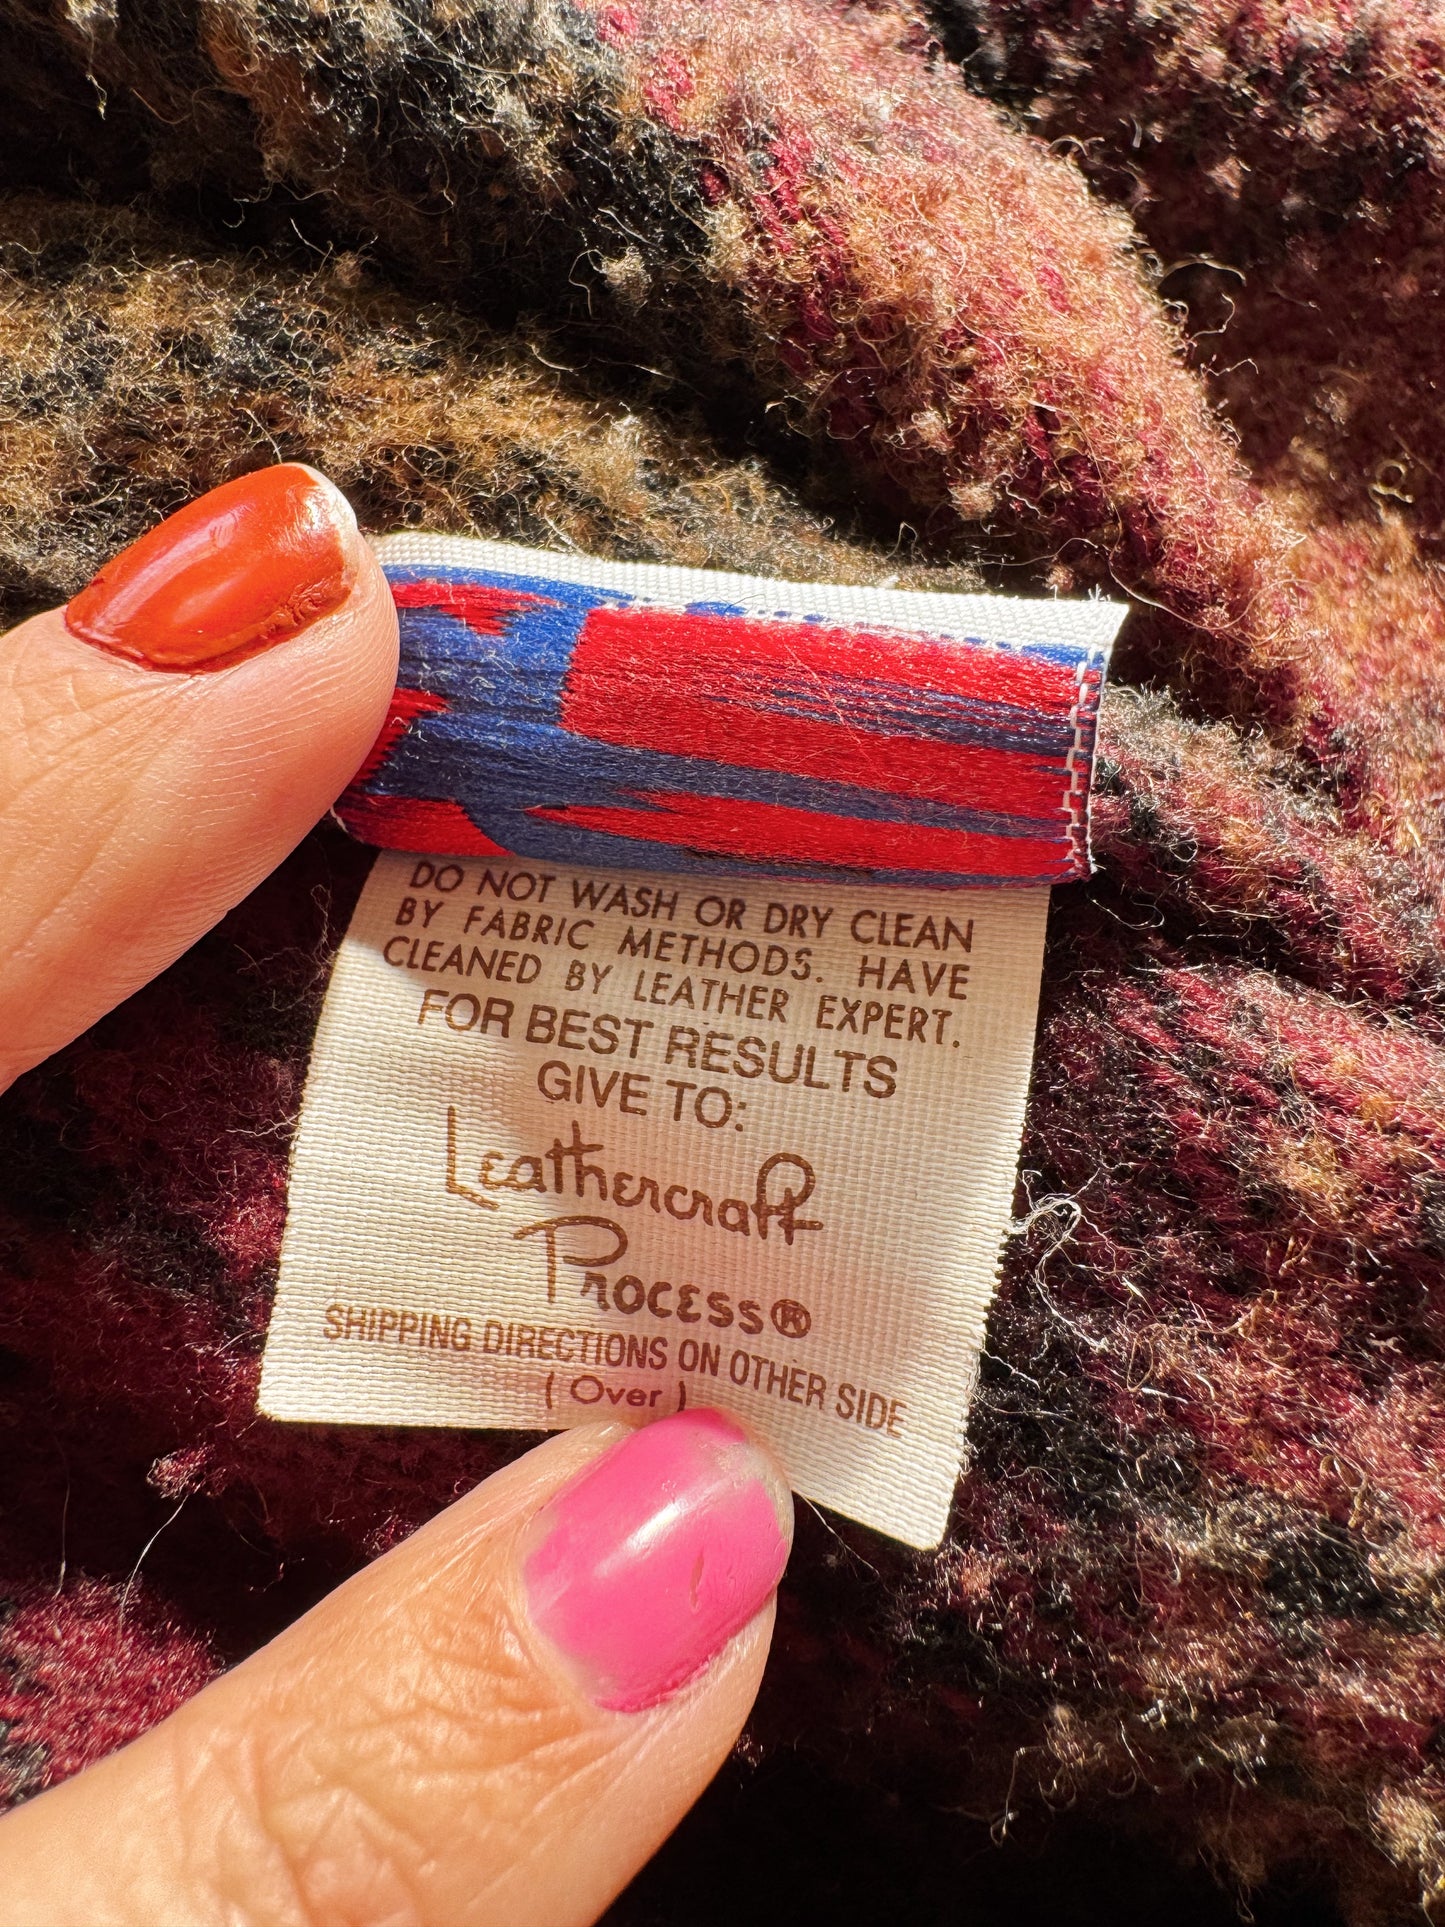 DO NOT WASH OR DRY CLEAN
BY FABRIC METHODS. HAVE
CLEANED BY LEATHER EXPERT.
FOR BEST RESULTS
GIVE TO:
Leathercraft
Process®
SHIPPING DIRECTIONS ON OTHER SIDE
( Over )